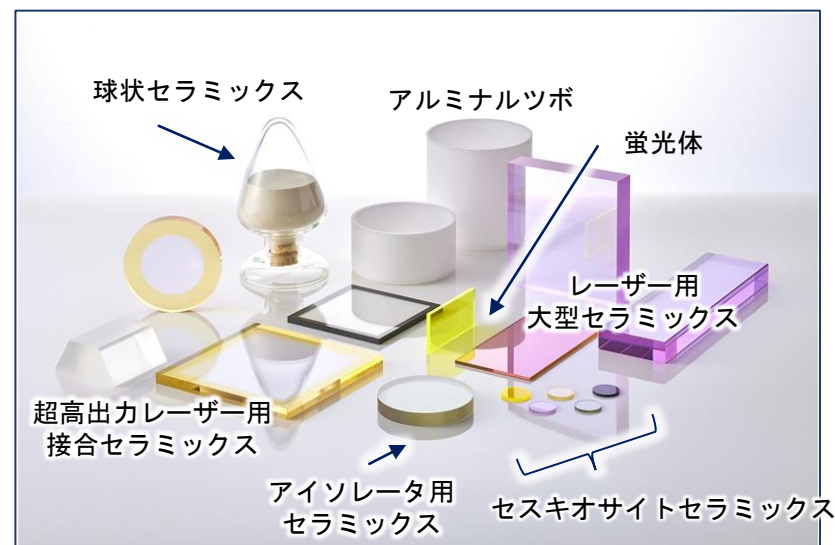 球状セラミックス
アルミナルツボ
蛍光体
レーザー用
大型セラミックス
超高出力レーザー用
接合セラミックス
アイソレータ用
セラミックス
セスキオサイトセラミックス